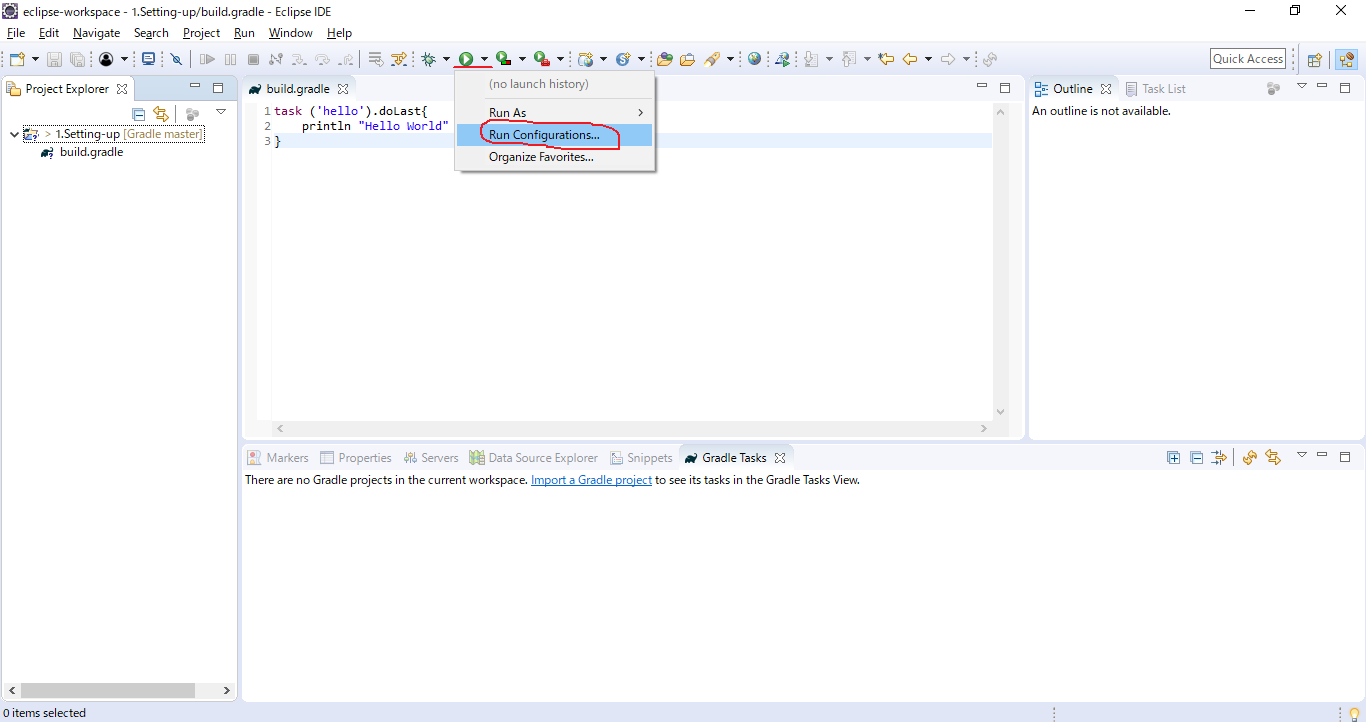 eclipse-workspace - 1.Setting-up/build.gradle - Eclipse IDE
File Edit Navigate Search Project Run Window Help
Quick Access
Project Explorer
> 1.Setting-up [Gradle master]
build.gradle
build.gradle
1 task ('hello').doLast{
2 println "Hello World"
3 }
(no launch history)
Run As
Run Configurations...
Organize Favorites...
Outline Task List
An outline is not available.
Markers Properties Servers Data Source Explorer Snippets Gradle Tasks
There are no Gradle projects in the current workspace. Import a Gradle project to see its tasks in the Gradle Tasks View.
0 items selected